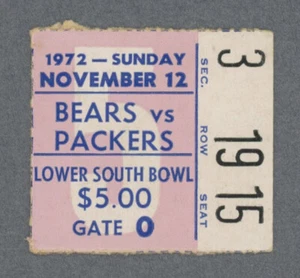 1972 — SUNDAY
NOVEMBER 12
BEARS vs
PACKERS
LOWER SOUTH BOWL
$5.00
GATE O
3 SEC.
19 ROW
15 SEAT